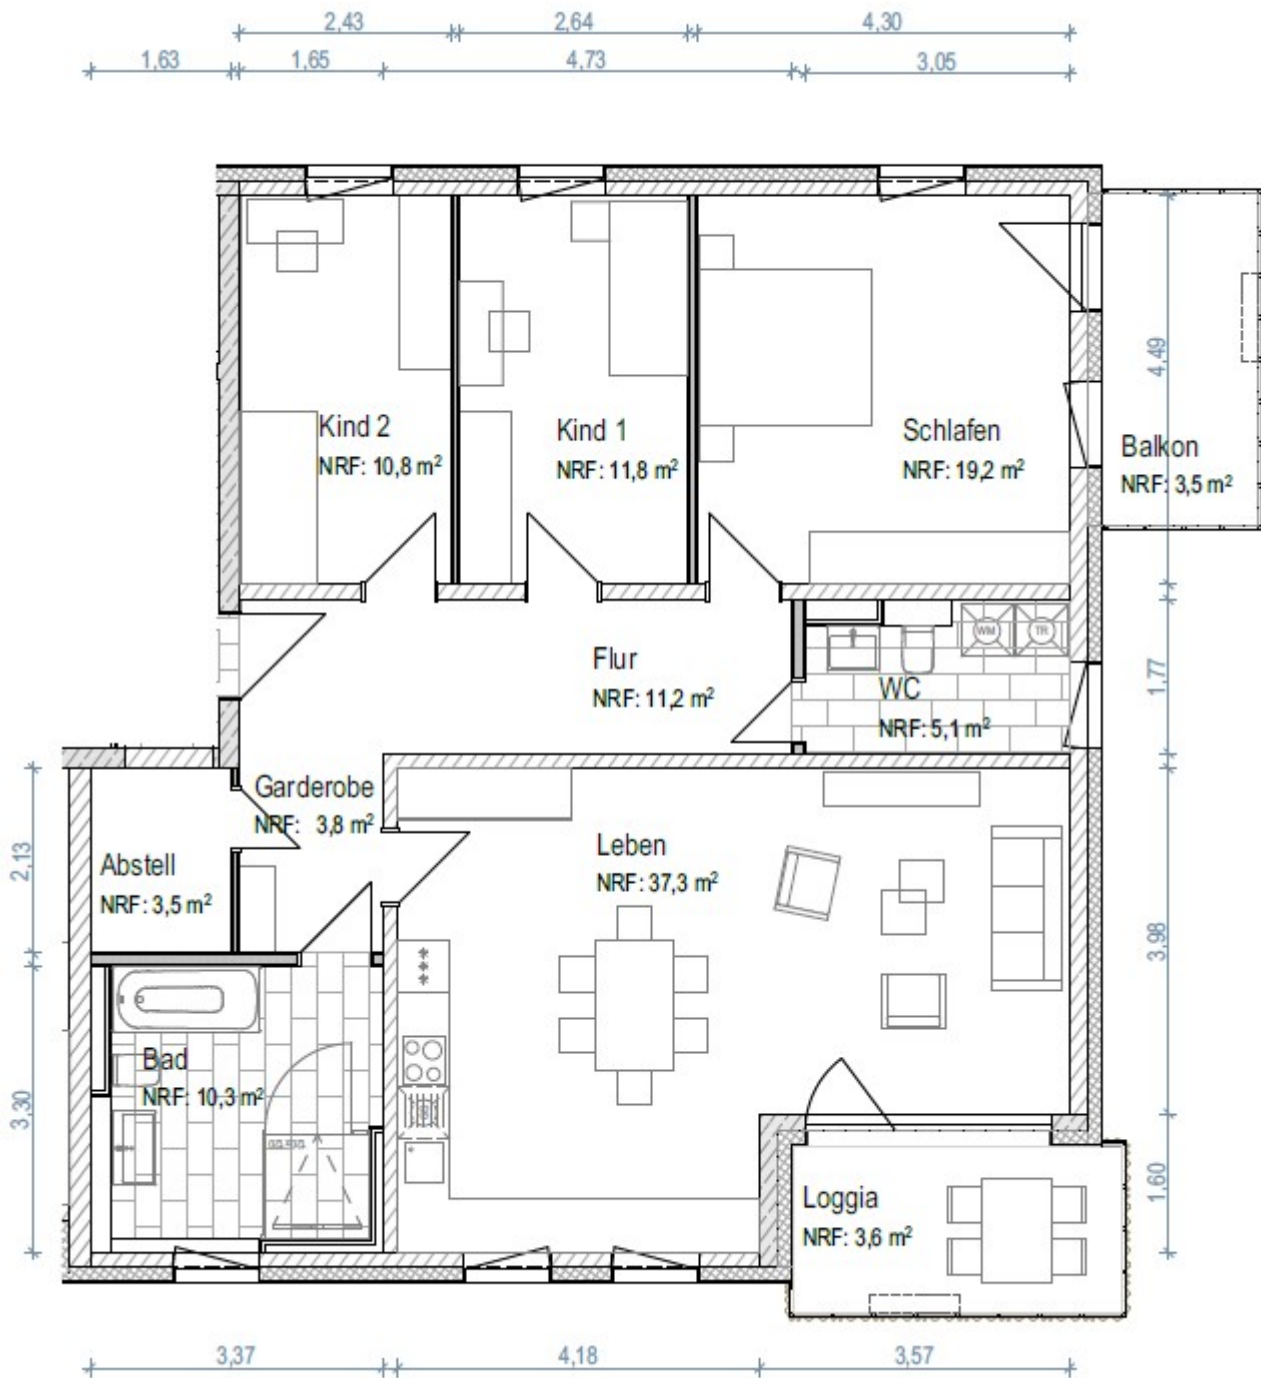 2,43 2,64 4,30
1,63 1,65 4,73 3,05
Kind 2
NRF: 10,8 m²
Kind 1
NRF: 11,8 m²
Schlafen
NRF: 19,2 m²
4,49
Balkon
NRF: 3,5 m²
Flur
NRF: 11,2 m²
WM
TR
WC
NRF: 5,1 m²
1,77
Garderobe
NRF: 3,8 m²
2,13
Abstell
NRF: 3,5 m²
Leben
NRF: 37,3 m²
3,98
Bad
NRF: 10,3 m²
3,30
Loggia
NRF: 3,6 m²
1,60
3,37 4,18 3,57